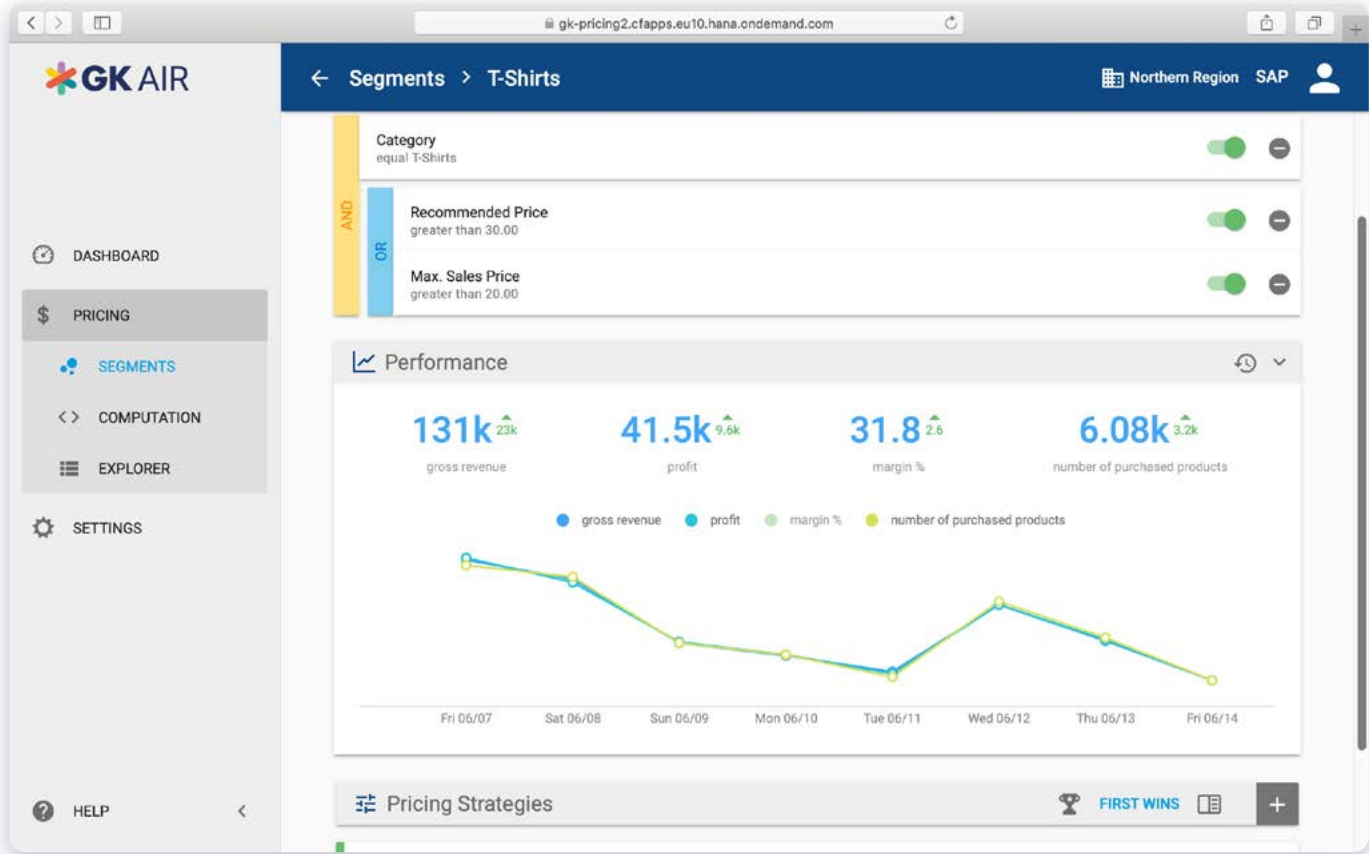 gk-pricing2.cfapps.eu10.hana.ondemand.com
GK AIR
Segments > T-Shirts
Northern Region SAP
DASHBOARD
$ PRICING
SEGMENTS
<> COMPUTATION
EXPLORER
SETTINGS
? HELP <
AND
Category
equal T-Shirts
OR
Recommended Price
greater than 30.00
Max. Sales Price
greater than 20.00
Performance
131k 23k
gross revenue
41.5k 9.6k
profit
31.8 2.6
margin %
6.08k 3.2k
number of purchased products
gross revenue profit margin % number of purchased products
Fri 06/07 Sat 06/08 Sun 06/09 Mon 06/10 Tue 06/11 Wed 06/12 Thu 06/13 Fri 06/14
Pricing Strategies
FIRST WINS